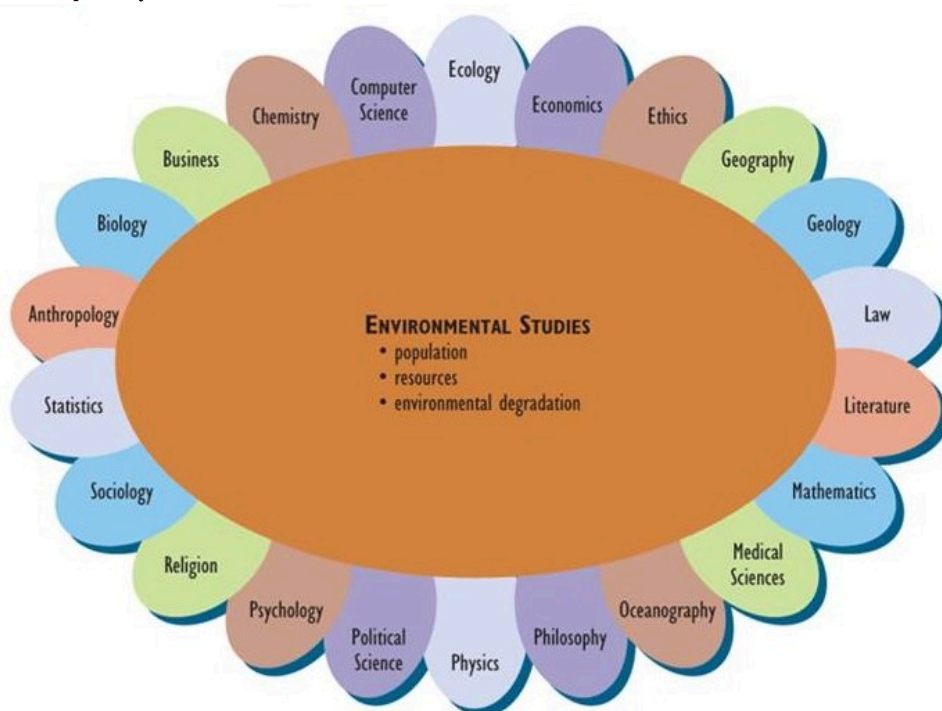 Ecology
Economics
Ethics
Geography
Geology
Law
Literature
Mathematics
Medical
Sciences
Oceanography
Philosophy
Physics
Political
Science
Psychology
Religion
Sociology
Statistics
Anthropology
Biology
Business
Chemistry
Computer
Science
ENVIRONMENTAL STUDIES
• population
• resources
• environmental degradation